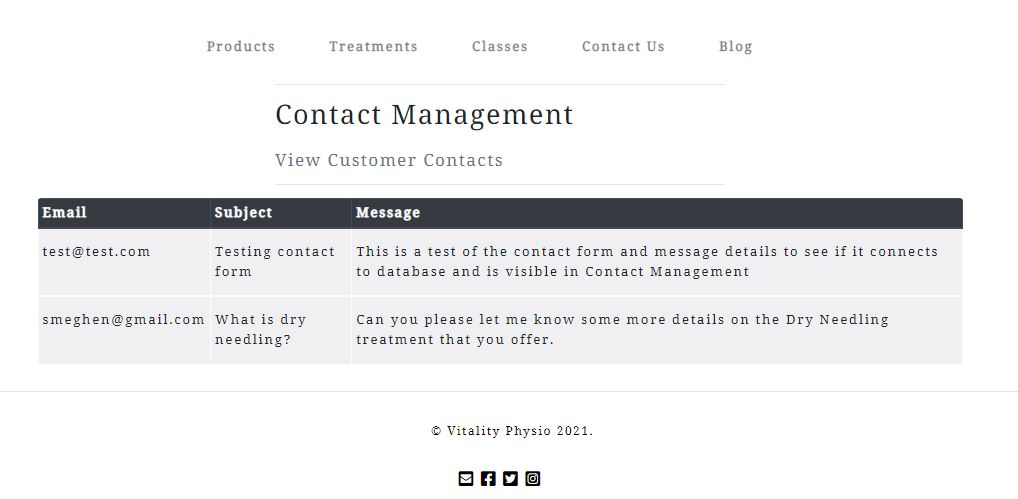 Products Treatments Classes Contact Us Blog
Contact Management
View Customer Contacts
Email Subject Message
test@test.com Testing contact form This is a test of the contact form and message details to see if it connects to database and is visible in Contact Management
smeghen@gmail.com What is dry needling? Can you please let me know some more details on the Dry Needling treatment that you offer.
© Vitality Physio 2021.